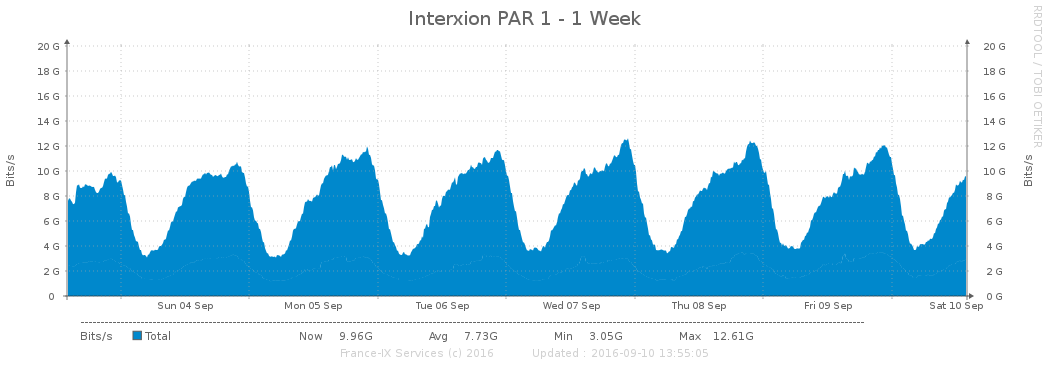 Interxion PAR 1 - 1 Week
RRDTOOL / TOBI OETIKER
Bits/s
20 G 20 G
18 G 18 G
16 G 16 G
14 G 14 G
12 G 12 G
10 G 10 G
8 G 8 G
6 G 6 G
4 G 4 G
2 G 2 G
0 0 G
Bits/s
Sun 04 Sep Mon 05 Sep Tue 06 Sep Wed 07 Sep Thu 08 Sep Fri 09 Sep Sat 10 Sep
Bits/s Total Now 9.96G Avg 7.73G Min 3.05G Max 12.61G
France-IX Services (c) 2016 Updated : 2016-09-10 13:55:05